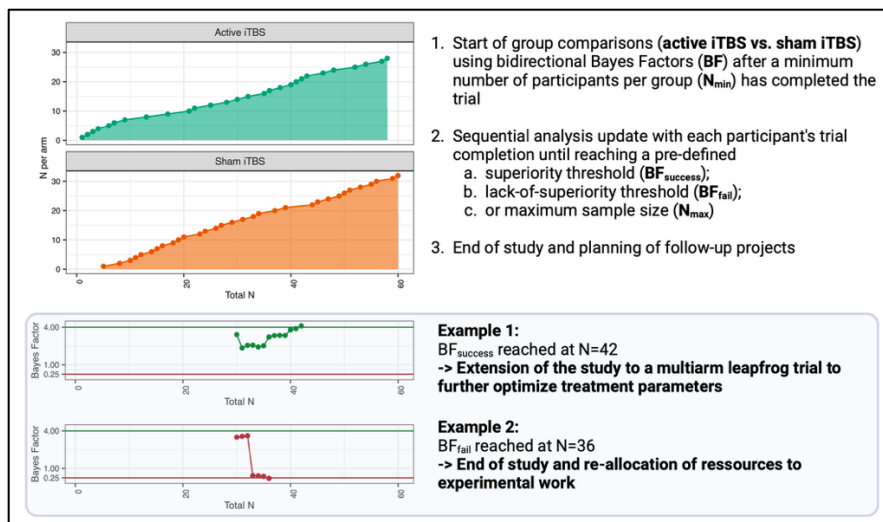 Active iTBS
30
20
10
0
N per arm
Sham iTBS
30
20
10
0
0
20
40
60
Total N
1. Start of group comparisons (active iTBS vs. sham iTBS)
using bidirectional Bayes Factors (BF) after a minimum
number of participants per group (Nmin) has completed the
trial
2. Sequential analysis update with each participant's trial
completion until reaching a pre-defined
a. superiority threshold (BFsuccess);
b. lack-of-superiority threshold (BFfail);
c. or maximum sample size (Nmax)
3. End of study and planning of follow-up projects
Bayes Factor
4.00
1.00
0.25
0
20
40
60
Total N
Example 1:
BFsuccess reached at N=42
-> Extension of the study to a multiarm leapfrog trial to
further optimize treatment parameters
Bayes Factor
4.00
1.00
0.25
0
20
40
60
Total N
Example 2:
BFfail reached at N=36
-> End of study and re-allocation of ressources to
experimental work